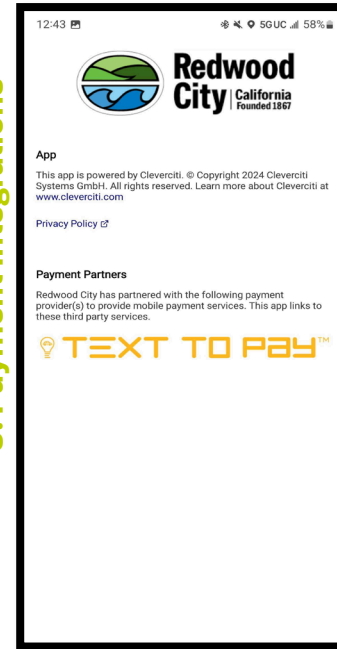 12:43 5G UC 58%
Redwood
City California
Founded 1867
App
This app is powered by Cleverciti. © Copyright 2024 Cleverciti
Systems GmbH. All rights reserved. Learn more about Cleverciti at
www.cleverciti.com
Privacy Policy
Payment Partners
Redwood City has partnered with the following payment
provider(s) to provide mobile payment services. This app links to
these third party services.
TEXT TO PAY™